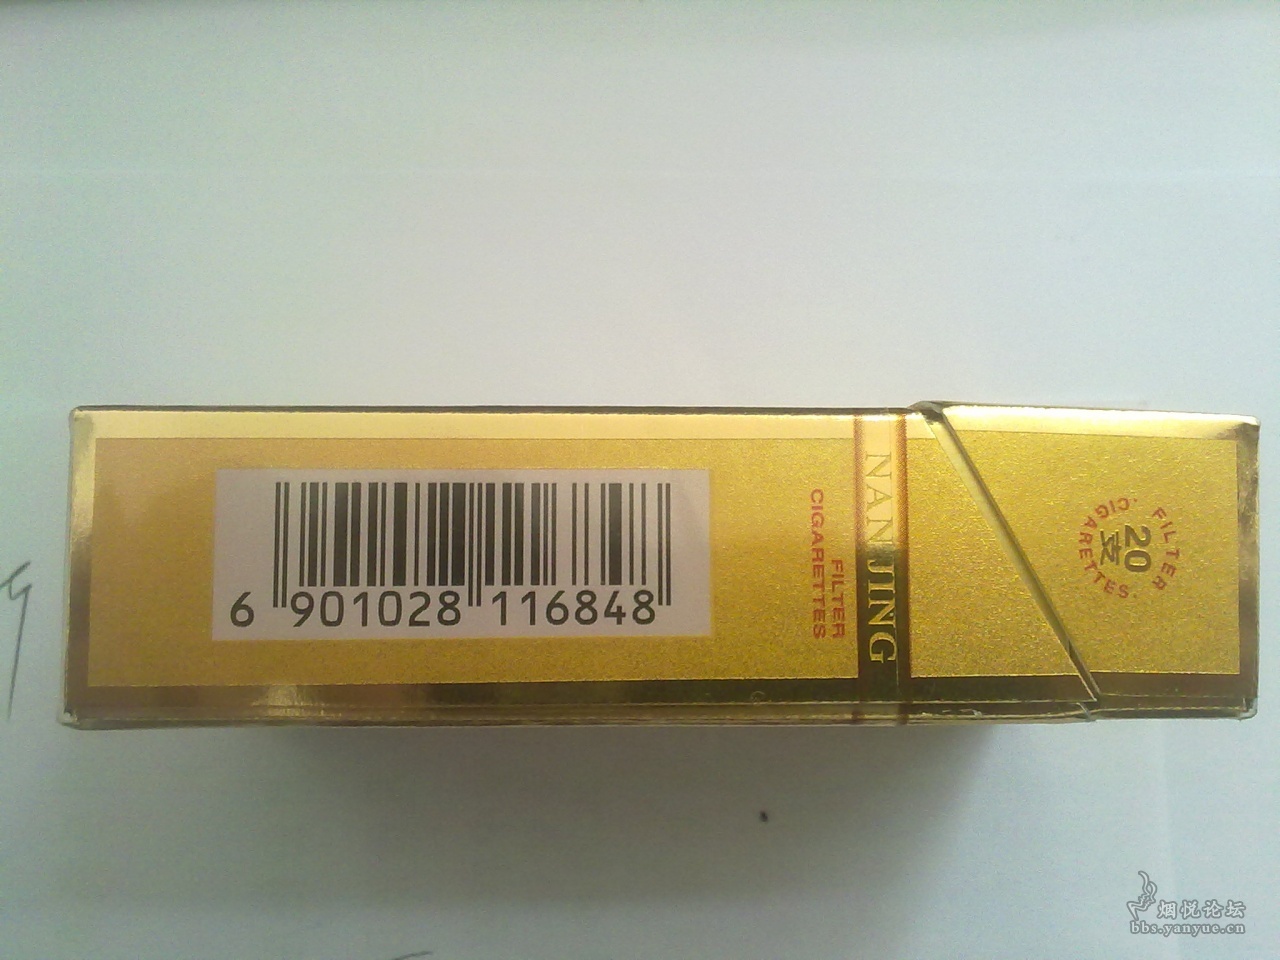 6 901028 116848
FILTER
CIGARETTES
NANJING
FILTER
CIGARETTES
20
支
烟悦论坛
bbs.yanyue.cn